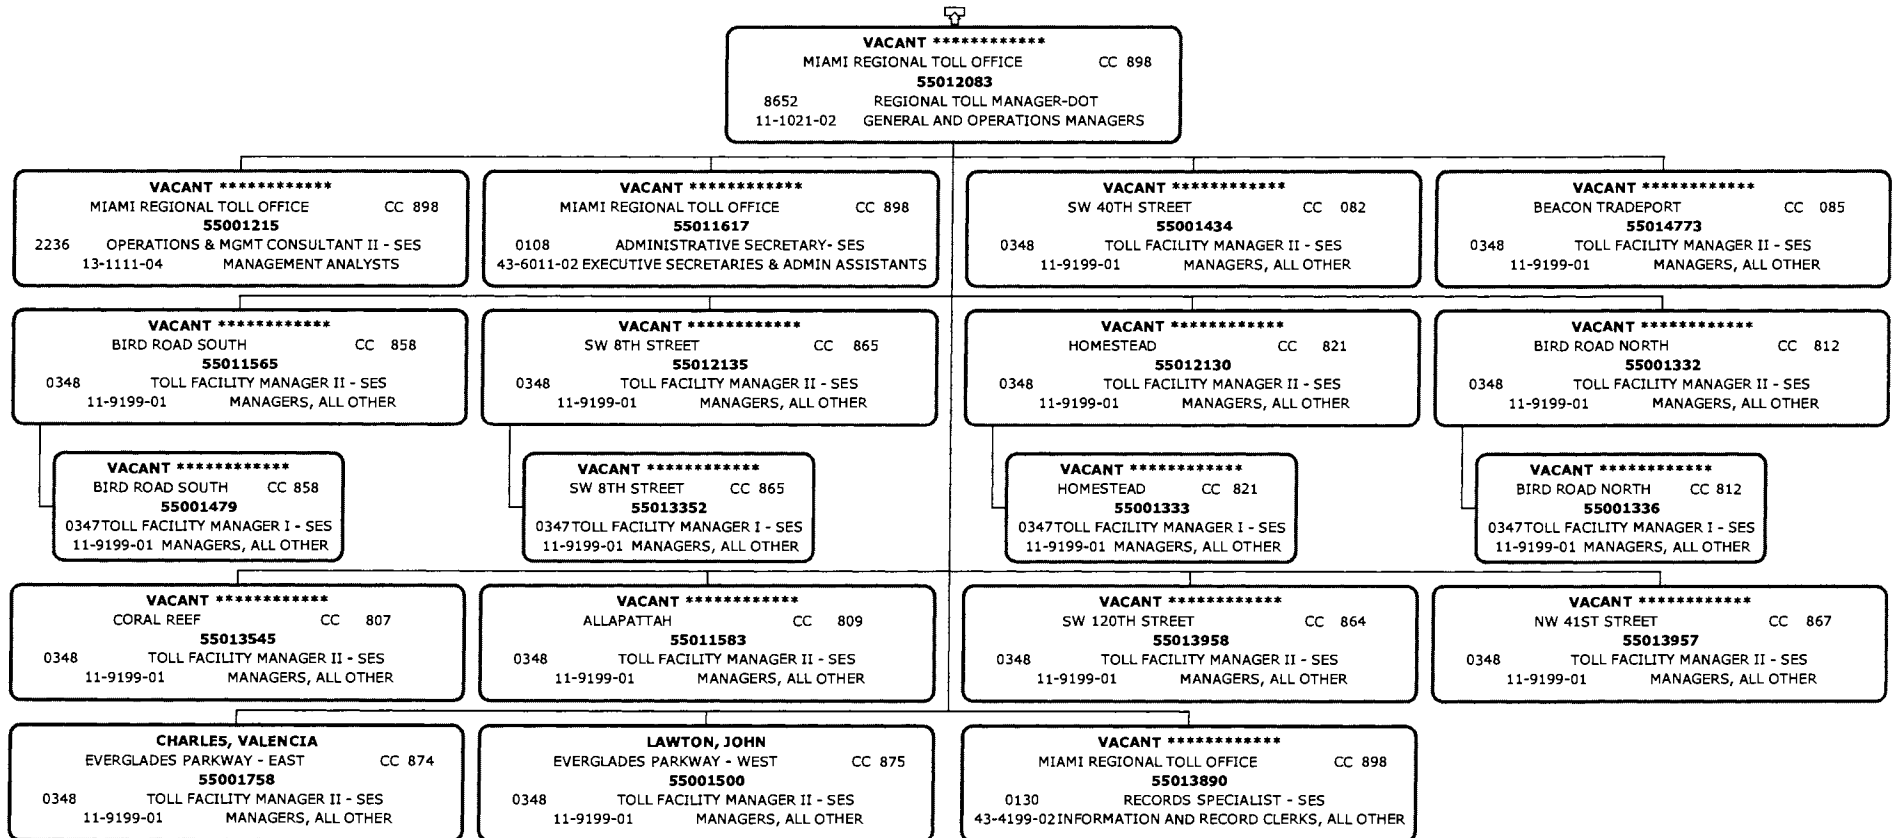 VACANT ************
MIAMI REGIONAL TOLL OFFICE CC 898
55012083
8652 REGIONAL TOLL MANAGER-DOT
11-1021-02 GENERAL AND OPERATIONS MANAGERS
VACANT ************
MIAMI REGIONAL TOLL OFFICE CC 898
55001215
2236 OPERATIONS & MGMT CONSULTANT II - SES
13-1111-04 MANAGEMENT ANALYSTS
VACANT ************
MIAMI REGIONAL TOLL OFFICE CC 898
55011617
0108 ADMINISTRATIVE SECRETARY- SES
43-6011-02 EXECUTIVE SECRETARIES & ADMIN ASSISTANTS
VACANT ************
SW 40TH STREET CC 082
55001434
0348 TOLL FACILITY MANAGER II - SES
11-9199-01 MANAGERS, ALL OTHER
VACANT ************
BEACON TRADEPORT CC 085
55014773
0348 TOLL FACILITY MANAGER II - SES
11-9199-01 MANAGERS, ALL OTHER
VACANT ************
BIRD ROAD SOUTH CC 858
55011565
0348 TOLL FACILITY MANAGER II - SES
11-9199-01 MANAGERS, ALL OTHER
VACANT ************
SW 8TH STREET CC 865
55012135
0348 TOLL FACILITY MANAGER II - SES
11-9199-01 MANAGERS, ALL OTHER
VACANT ************
HOMESTEAD CC 821
55012130
0348 TOLL FACILITY MANAGER II - SES
11-9199-01 MANAGERS, ALL OTHER
VACANT ************
BIRD ROAD NORTH CC 812
55001332
0348 TOLL FACILITY MANAGER II - SES
11-9199-01 MANAGERS, ALL OTHER
VACANT ************
BIRD ROAD SOUTH CC 858
55001479
0347TOLL FACILITY MANAGER I - SES
11-9199-01 MANAGERS, ALL OTHER
VACANT ************
SW 8TH STREET CC 865
55013352
0347TOLL FACILITY MANAGER I - SES
11-9199-01 MANAGERS, ALL OTHER
VACANT ************
HOMESTEAD CC 821
55001333
0347TOLL FACILITY MANAGER I - SES
11-9199-01 MANAGERS, ALL OTHER
VACANT ************
BIRD ROAD NORTH CC 812
55001336
0347TOLL FACILITY MANAGER I - SES
11-9199-01 MANAGERS, ALL OTHER
VACANT ************
CORAL REEF CC 807
55013545
0348 TOLL FACILITY MANAGER II - SES
11-9199-01 MANAGERS, ALL OTHER
VACANT ************
ALLAPATTAH CC 809
55011583
0348 TOLL FACILITY MANAGER II - SES
11-9199-01 MANAGERS, ALL OTHER
VACANT ************
SW 120TH STREET CC 864
55013958
0348 TOLL FACILITY MANAGER II - SES
11-9199-01 MANAGERS, ALL OTHER
VACANT ************
NW 41ST STREET CC 867
55013957
0348 TOLL FACILITY MANAGER II - SES
11-9199-01 MANAGERS, ALL OTHER
CHARLES, VALENCIA
EVERGLADES PARKWAY - EAST CC 874
55001758
0348 TOLL FACILITY MANAGER II - SES
11-9199-01 MANAGERS, ALL OTHER
LAWTON, JOHN
EVERGLADES PARKWAY - WEST CC 875
55001500
0348 TOLL FACILITY MANAGER II - SES
11-9199-01 MANAGERS, ALL OTHER
VACANT ************
MIAMI REGIONAL TOLL OFFICE CC 898
55013890
0130 RECORDS SPECIALIST - SES
43-4199-02INFORMATION AND RECORD CLERKS, ALL OTHER